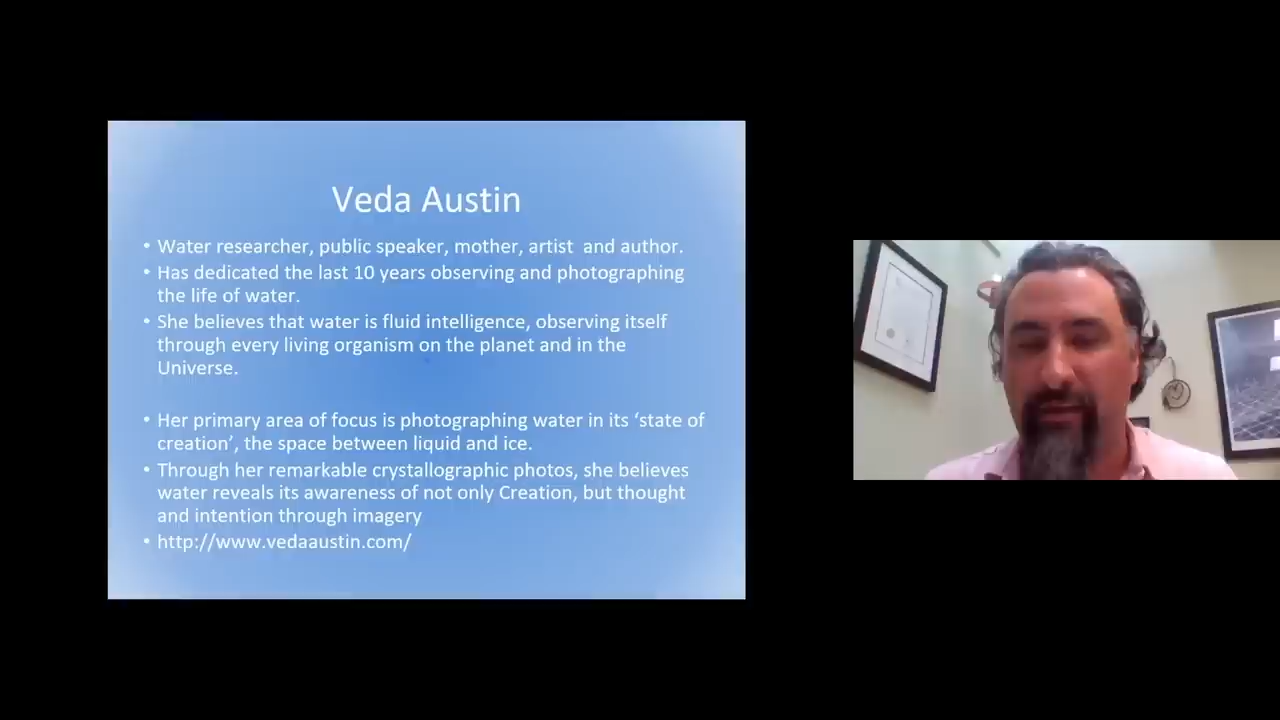 Veda Austin
• Water researcher, public speaker, mother, artist  and author.
• Has dedicated the last 10 years observing and photographing
the life of water.
• She believes that water is fluid intelligence, observing itself
through every living organism on the planet and in the
Universe.
• Her primary area of focus is photographing water in its ‘state of
creation’, the space between liquid and ice.
• Through her remarkable crystallographic photos, she believes
water reveals its awareness of not only Creation, but thought
and intention through imagery
• http://www.vedaaustin.com/